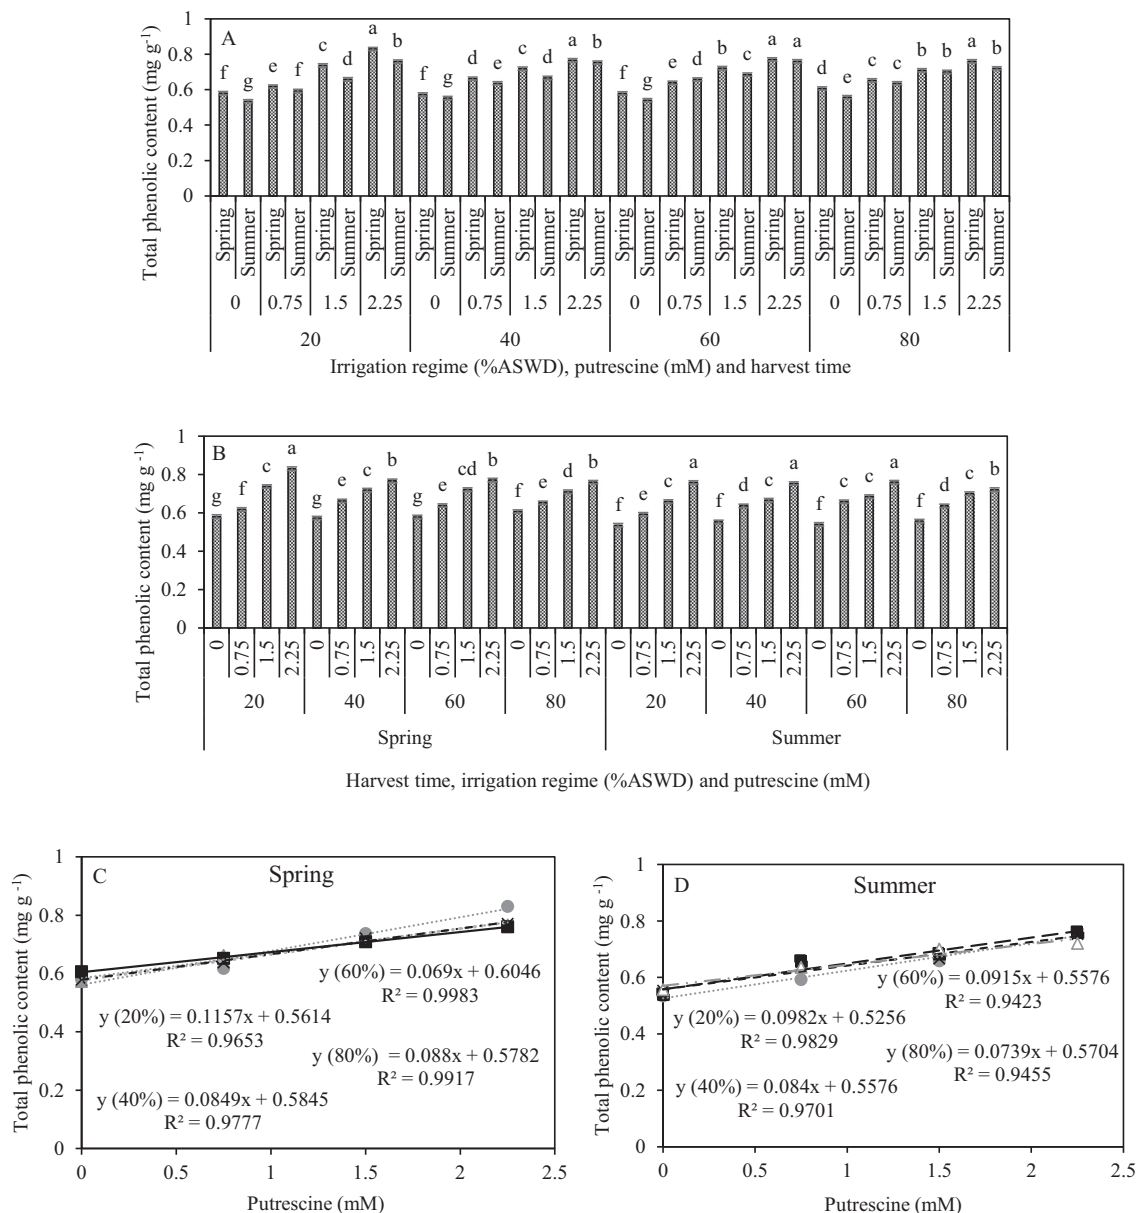 A
Total phenolic content (mg g⁻¹)
1
0.8
0.6
0.4
0.2
0
f g e f c d a b f g d e c e a b f g e d b c a a d e c c b b a b
Spring Summer Spring Summer Spring Summer Spring Summer Spring Summer Spring Summer Spring Summer Spring Summer Spring Summer Spring Summer Spring Summer Spring Summer Spring Summer Spring Summer Spring Summer Spring Summer
0 0.75 1.5 2.25 0 0.75 1.5 2.25 0 0.75 1.5 2.25 0 0.75 1.5 2.25
20 40 60 80
Irrigation regime (%ASWD), putrescine (mM) and harvest time
B
Total phenolic content (mg g⁻¹)
1
0.8
0.6
0.4
0.2
0
g f c a g e c b g e cd b f e d b f e c a f d c a f c c a f d c b
0 0.75 1.5 2.25 0 0.75 1.5 2.25 0 0.75 1.5 2.25 0 0.75 1.5 2.25 0 0.75 1.5 2.25 0 0.75 1.5 2.25 0 0.75 1.5 2.25 0 0.75 1.5 2.25
20 40 60 80 20 40 60 80
Spring Summer
Harvest time, irrigation regime (%ASWD) and putrescine (mM)
C
Spring
Total phenolic content (mg g⁻¹)
1
0.8
0.6
0.4
0.2
0
y (60%) = 0.069x + 0.6046
R² = 0.9983
y (20%) = 0.1157x + 0.5614
R² = 0.9653
y (80%) = 0.088x + 0.5782
R² = 0.9917
y (40%) = 0.0849x + 0.5845
R² = 0.9777
0 0.5 1 1.5 2 2.5
Putrescine (mM)
D
Summer
Total phenolic content (mg g⁻¹)
1
0.8
0.6
0.4
0.2
0
y (60%) = 0.0915x + 0.5576
R² = 0.9423
y (20%) = 0.0982x + 0.5256
R² = 0.9829
y (80%) = 0.0739x + 0.5704
R² = 0.9455
y (40%) = 0.084x + 0.5576
R² = 0.9701
0 0.5 1 1.5 2 2.5
Putrescine (mM)